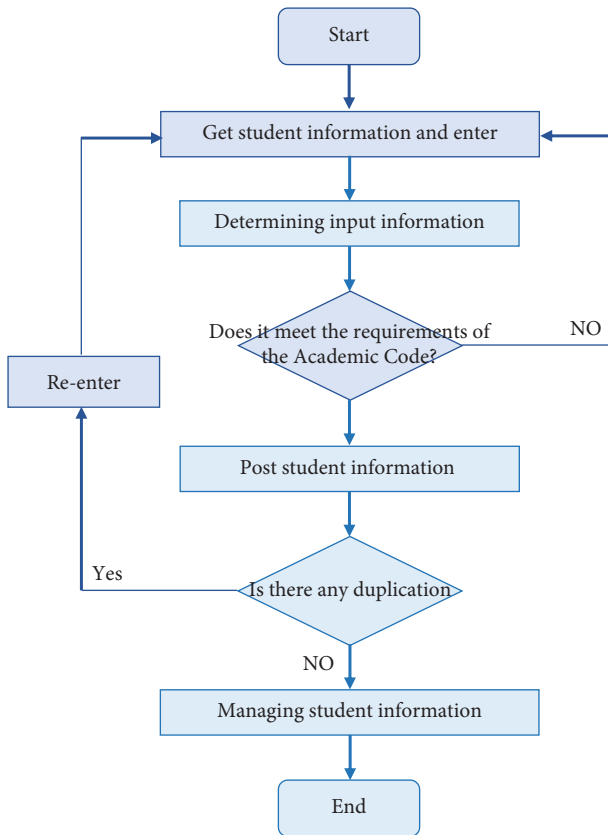 Start
Get student information and enter
Determining input information
Does it meet the requirements of
the Academic Code?
NO
Re-enter
Post student information
Yes
Is there any duplication
NO
Managing student information
End